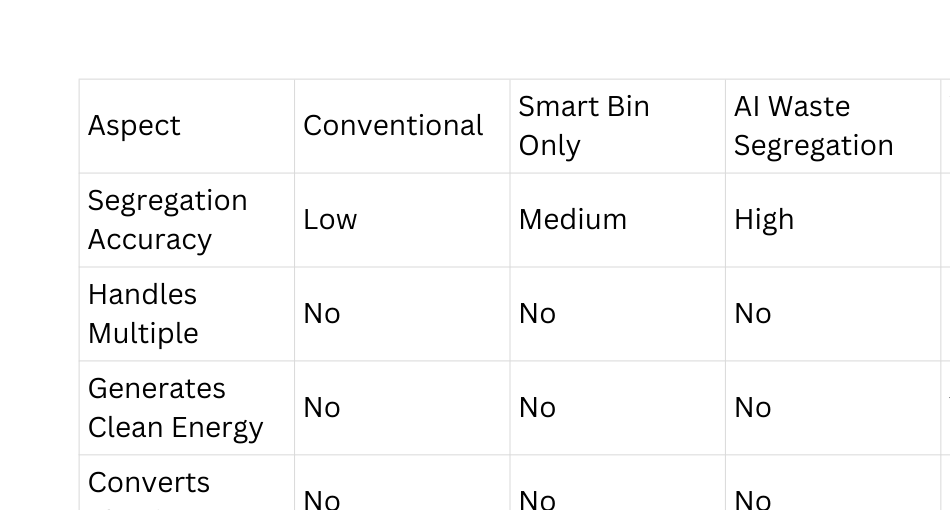 Aspect
Conventional
Smart Bin
Only
AI Waste
Segregation
Segregation
Accuracy
Low
Medium
High
Handles
Multiple
No
No
No
Generates
Clean Energy
No
No
No
Converts
No
No
No